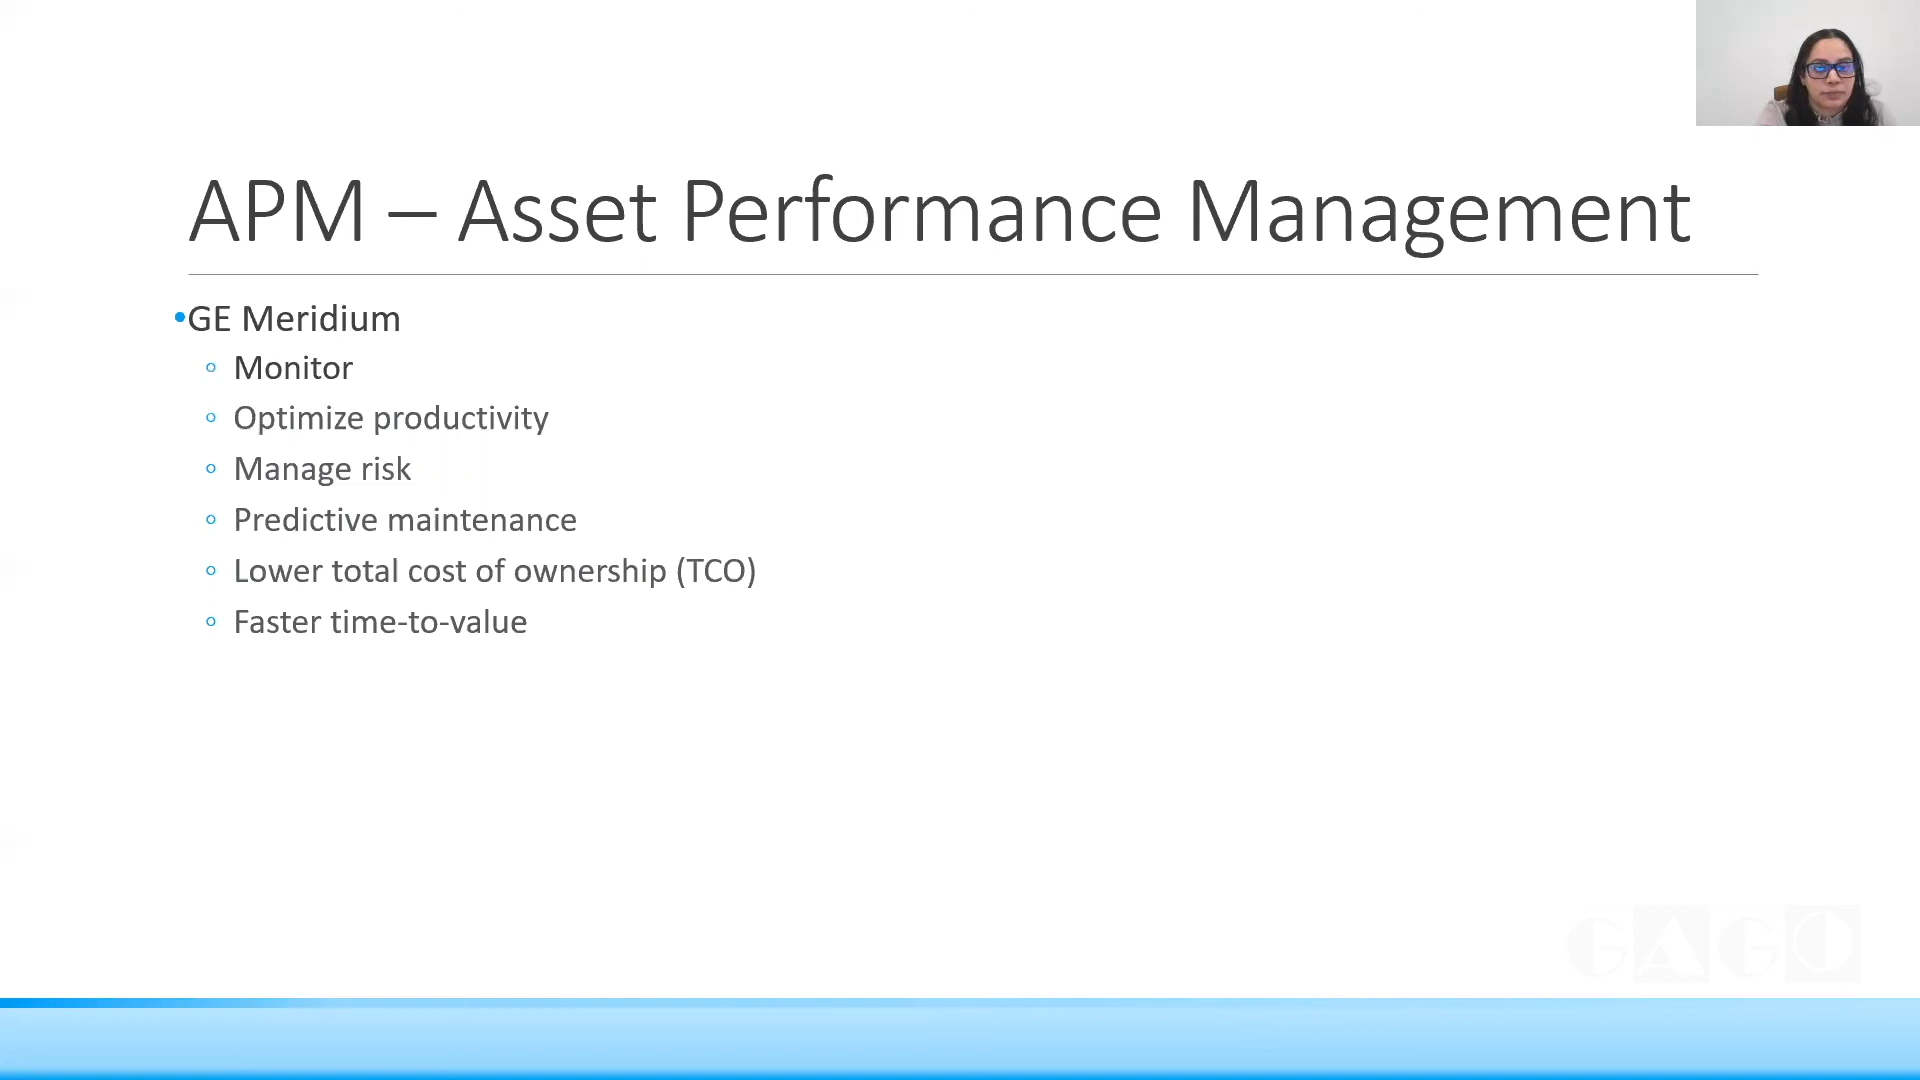 APM – Asset Performance Management
•GE Meridium
◦ Monitor
◦ Optimize productivity
◦ Manage risk
◦ Predictive maintenance
◦ Lower total cost of ownership (TCO)
◦ Faster time-to-value
GAGO